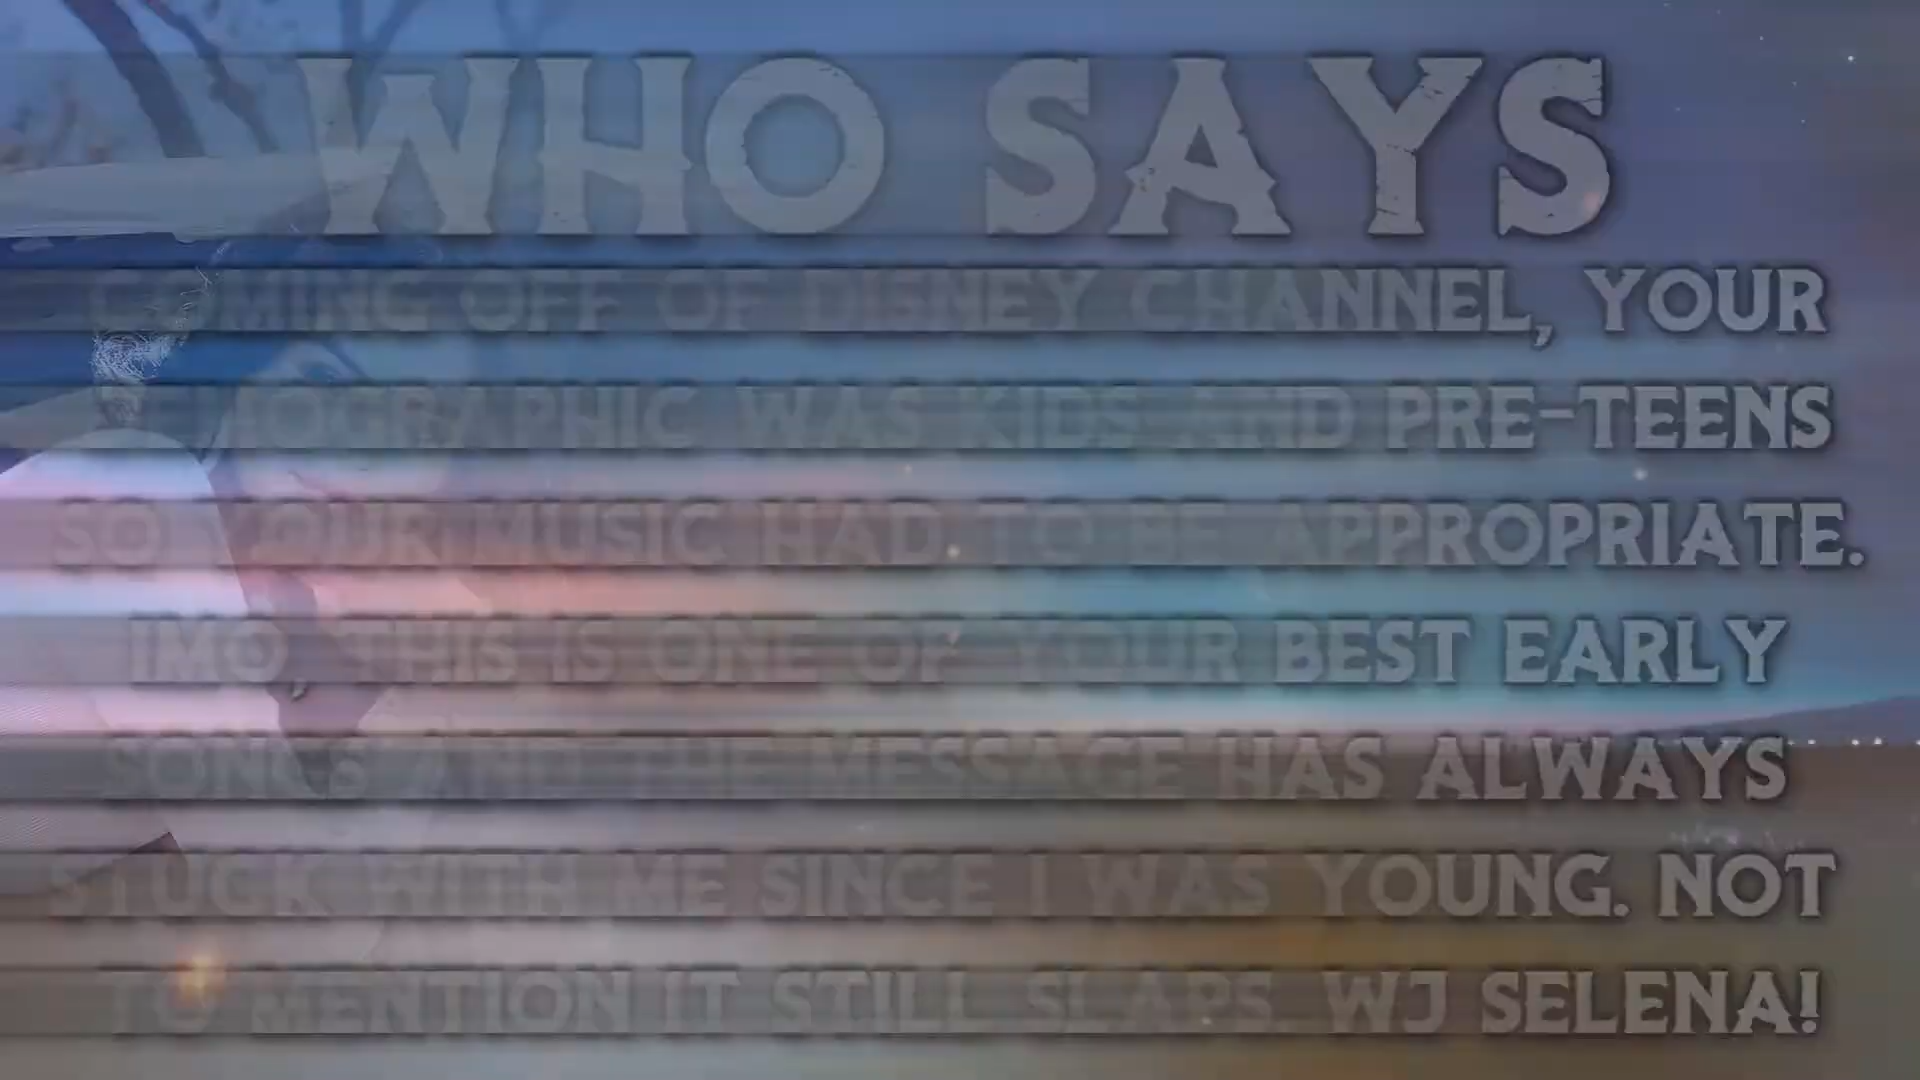 WHO SAYS
COMING OFF OF DISNEY CHANNEL, YOUR
DEMOGRAPHIC WAS KIDS AND PRE-TEENS
SO YOUR MUSIC HAD TO BE APPROPRIATE.
IMO, THIS IS ONE OF YOUR BEST EARLY
SONGS AND THE MESSAGE HAS ALWAYS
STUCK WITH ME SINCE I WAS YOUNG. NOT
TO MENTION IT STILL SLAPS. WJ SELENA!